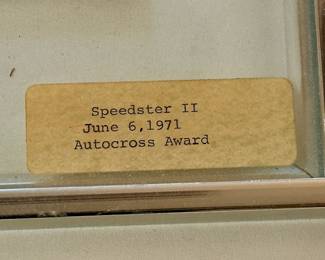 Speedster II
June 6,1971
Autocross Award